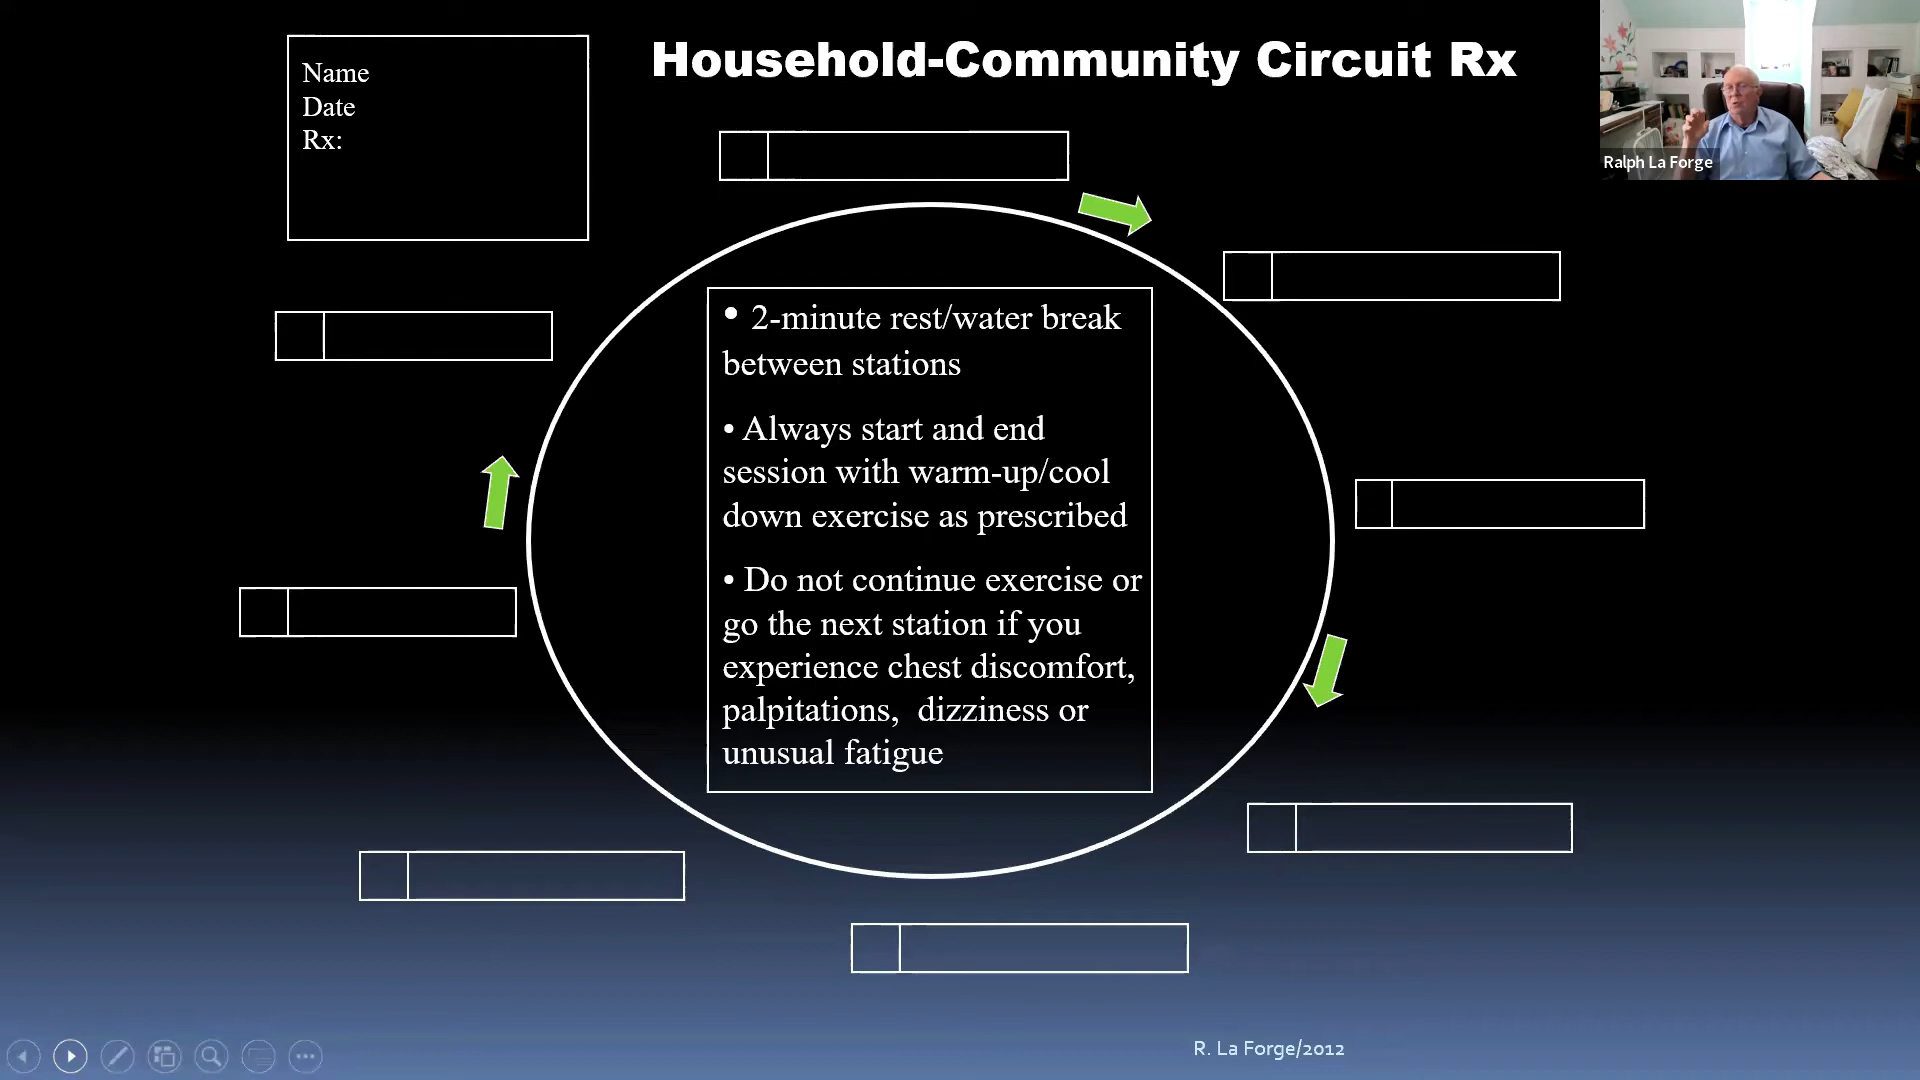 Household-Community Circuit Rx
Name
Date
Rx:
Ralph La Forge
• 2-minute rest/water break
between stations
• Always start and end
session with warm-up/cool
down exercise as prescribed
• Do not continue exercise or
go the next station if you
experience chest discomfort,
palpitations,  dizziness or
unusual fatigue
R. La Forge/2012